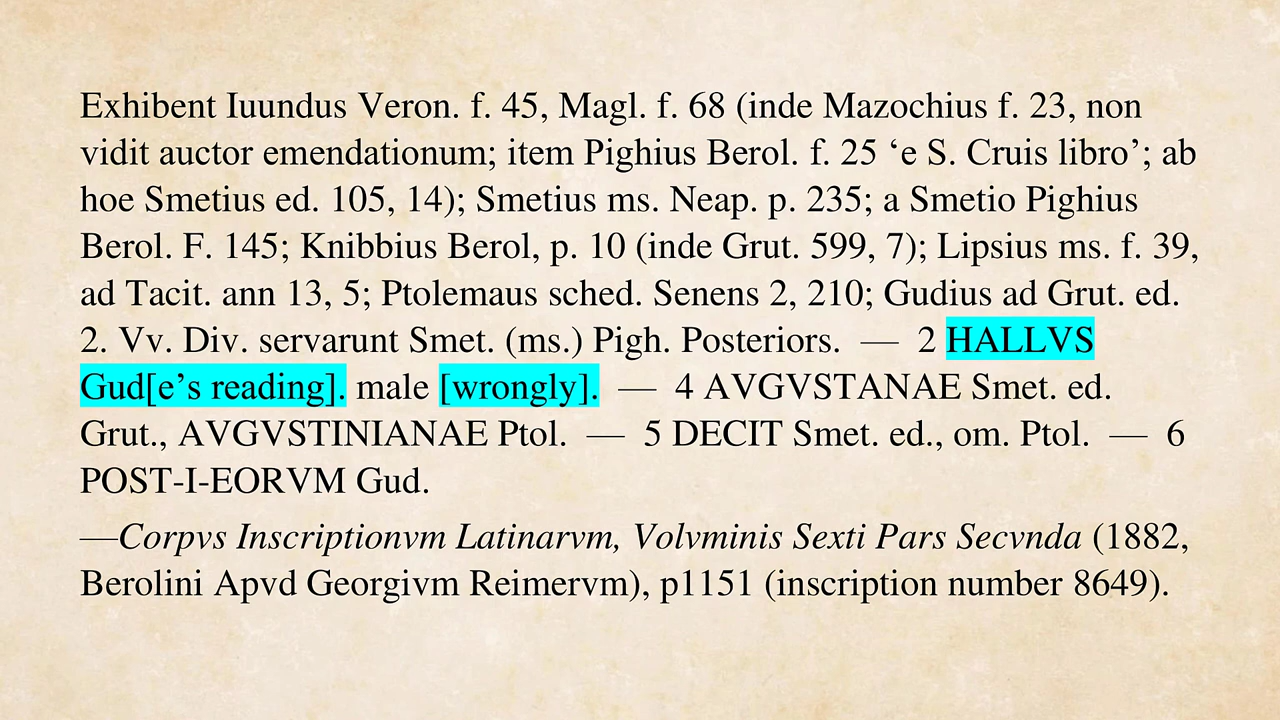 Exhibent Iuundus Veron. f. 45, Magl. f. 68 (inde Mazochius f. 23, non
vidit auctor emendationum; item Pighius Berol. f. 25 ‘e S. Cruis libro’; ab
hoe Smetius ed. 105, 14); Smetius ms. Neap. p. 235; a Smetio Pighius
Berol. F. 145; Knibbius Berol, p. 10 (inde Grut. 599, 7); Lipsius ms. f. 39,
ad Tacit. ann 13, 5; Ptolemaus sched. Senens 2, 210; Gudius ad Grut. ed.
2. Vv. Div. servarunt Smet. (ms.) Pigh. Posteriors. — 2 HALLVS
Gud[e’s reading]. male [wrongly]. — 4 AVGVSTANAE Smet. ed.
Grut., AVGVSTINIANAE Ptol. — 5 DECIT Smet. ed., om. Ptol. — 6
POST-I-EORVM Gud.
—Corpvs Inscriptionvm Latinarvm, Volvminis Sexti Pars Secvnda (1882,
Berolini Apvd Georgivm Reimervm), p1151 (inscription number 8649).